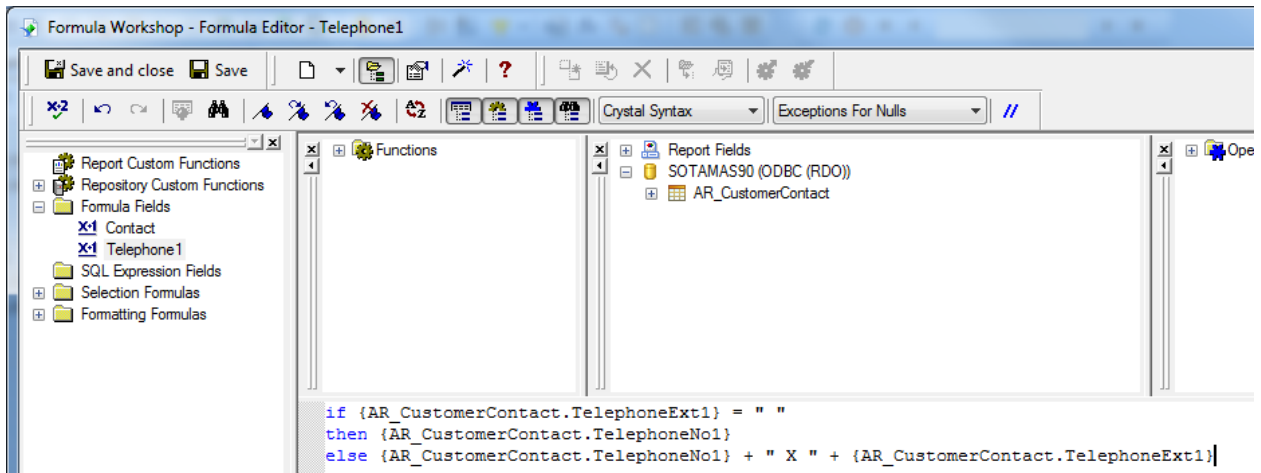 Formula Workshop - Formula Editor - Telephone1
Save and close Save
Crystal Syntax Exceptions For Nulls //
Report Custom Functions
Repository Custom Functions
Formula Fields
Contact
Telephone1
SQL Expression Fields
Selection Formulas
Formatting Formulas
Functions
Report Fields
SOTAMAS90 (ODBC (RDO))
AR_CustomerContact
Ope
if {AR_CustomerContact.TelephoneExt1} = " "
then {AR_CustomerContact.TelephoneNo1}
else {AR_CustomerContact.TelephoneNo1} + " X " + {AR_CustomerContact.TelephoneExt1}